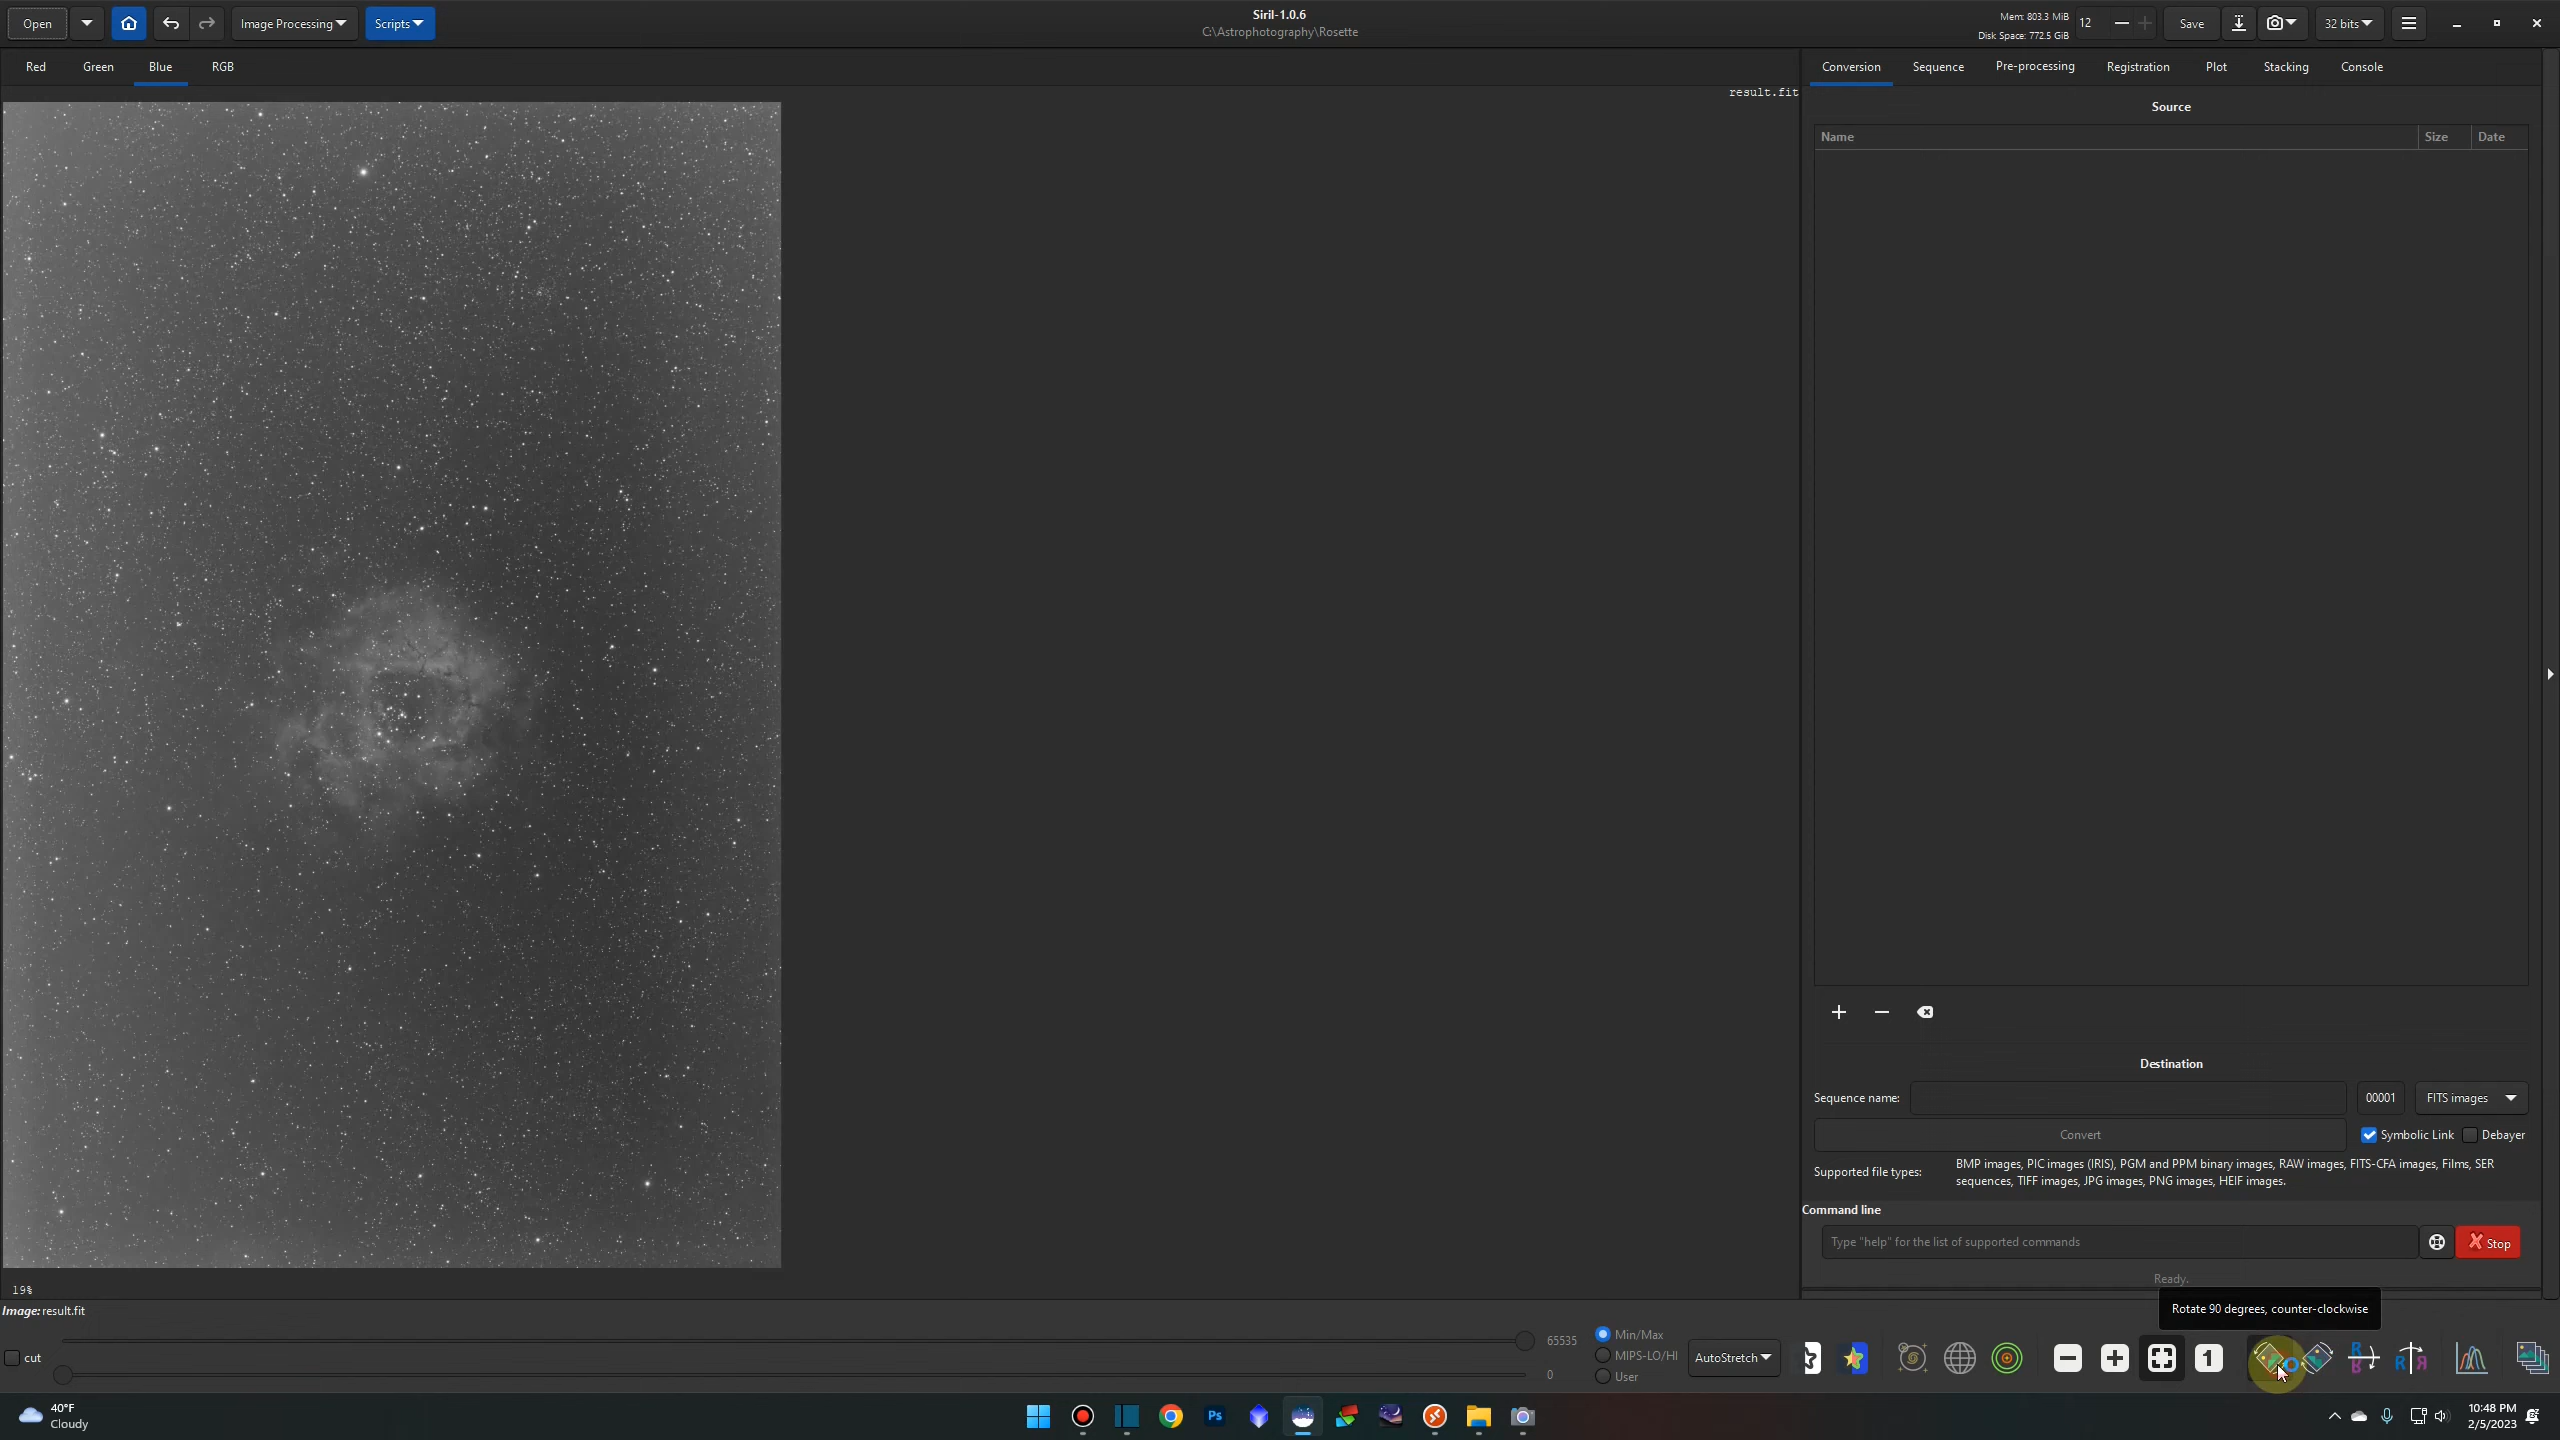 Open
Image Processing
Scripts
Siril-1.0.6
C:\Astrophotography\Rosette
Mem: 803.3 MiB
Disk Space: 772.5 GiB
12
Save
32 bits
Red
Green
Blue
RGB
result.fit
Conversion
Sequence
Pre-processing
Registration
Plot
Stacking
Console
Source
Name
Size
Date
Destination
Sequence name:
00001
FITS images
Convert
Symbolic Link
Debayer
Supported file types:
BMP images, PIC images (IRIS), PGM and PPM binary images, RAW images, FITS-CFA images, Films, SER
sequences, TIFF images, JPG images, PNG images, HEIF images.
Command line
Type "help" for the list of supported commands
Stop
Ready.
Rotate 90 degrees, counter-clockwise
19%
Image: result.fit
cut
65535
0
Min/Max
MIPS-LO/HI
User
AutoStretch
1
R
R
R
R
40°F
Cloudy
Ps
10:48 PM
2/5/2023